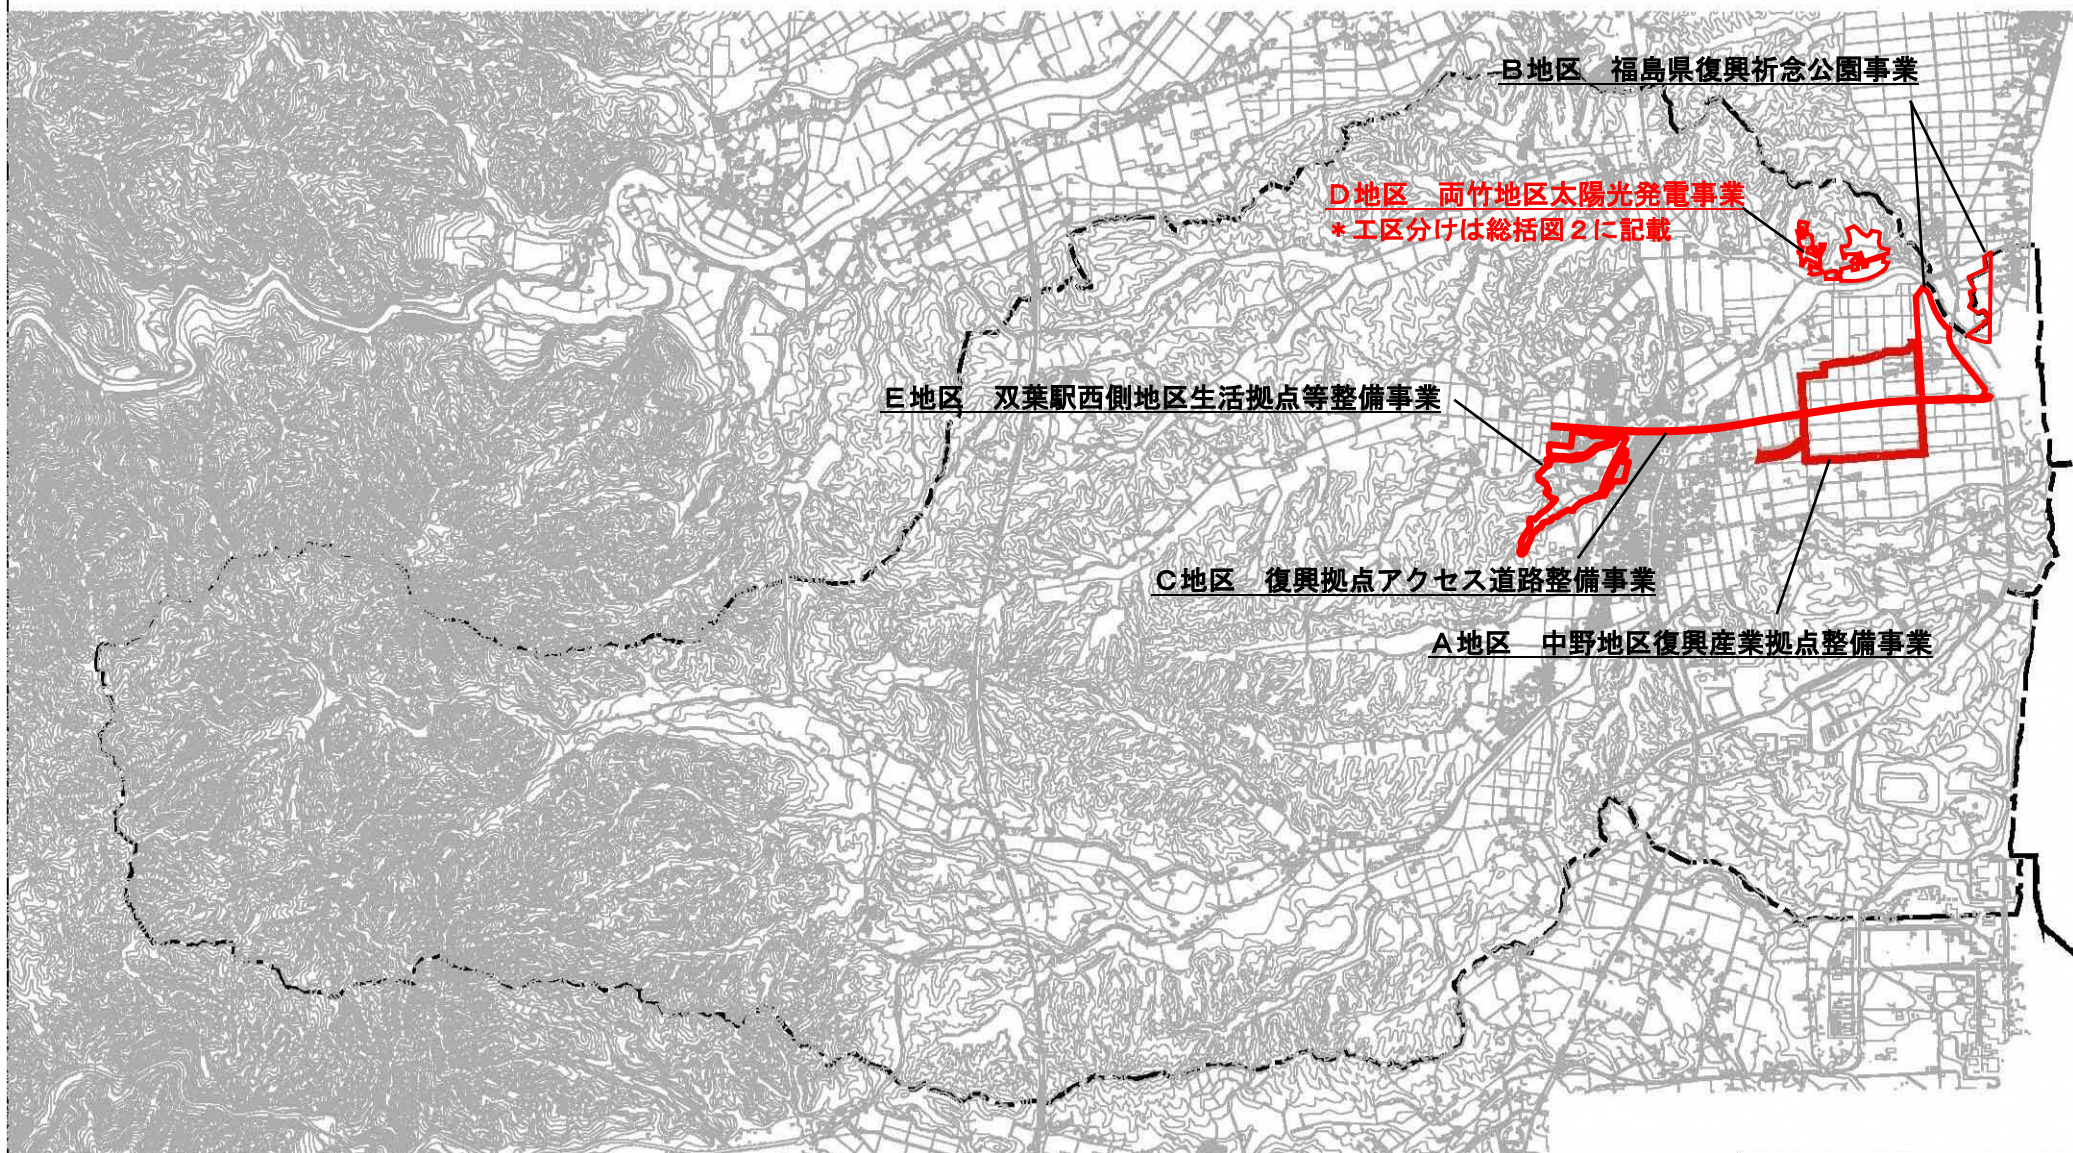 B地区　福島県復興祈念公園事業
D地区　両竹地区太陽光発電事業
＊工区分けは総括図２に記載
E地区　双葉駅西側地区生活拠点等整備事業
C地区　復興拠点アクセス道路整備事業
A地区　中野地区復興産業拠点整備事業